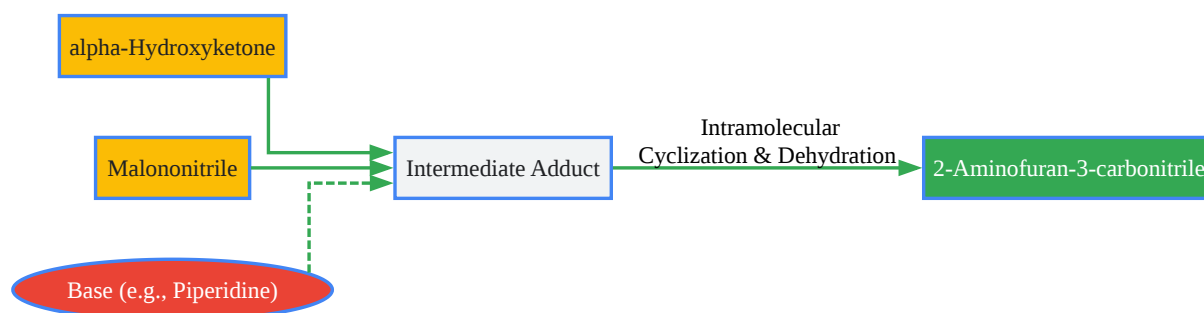 alpha-Hydroxyketone
Malononitrile
Base (e.g., Piperidine)
Intermediate Adduct
Intramolecular
Cyclization & Dehydration
2-Aminofuran-3-carbonitrile